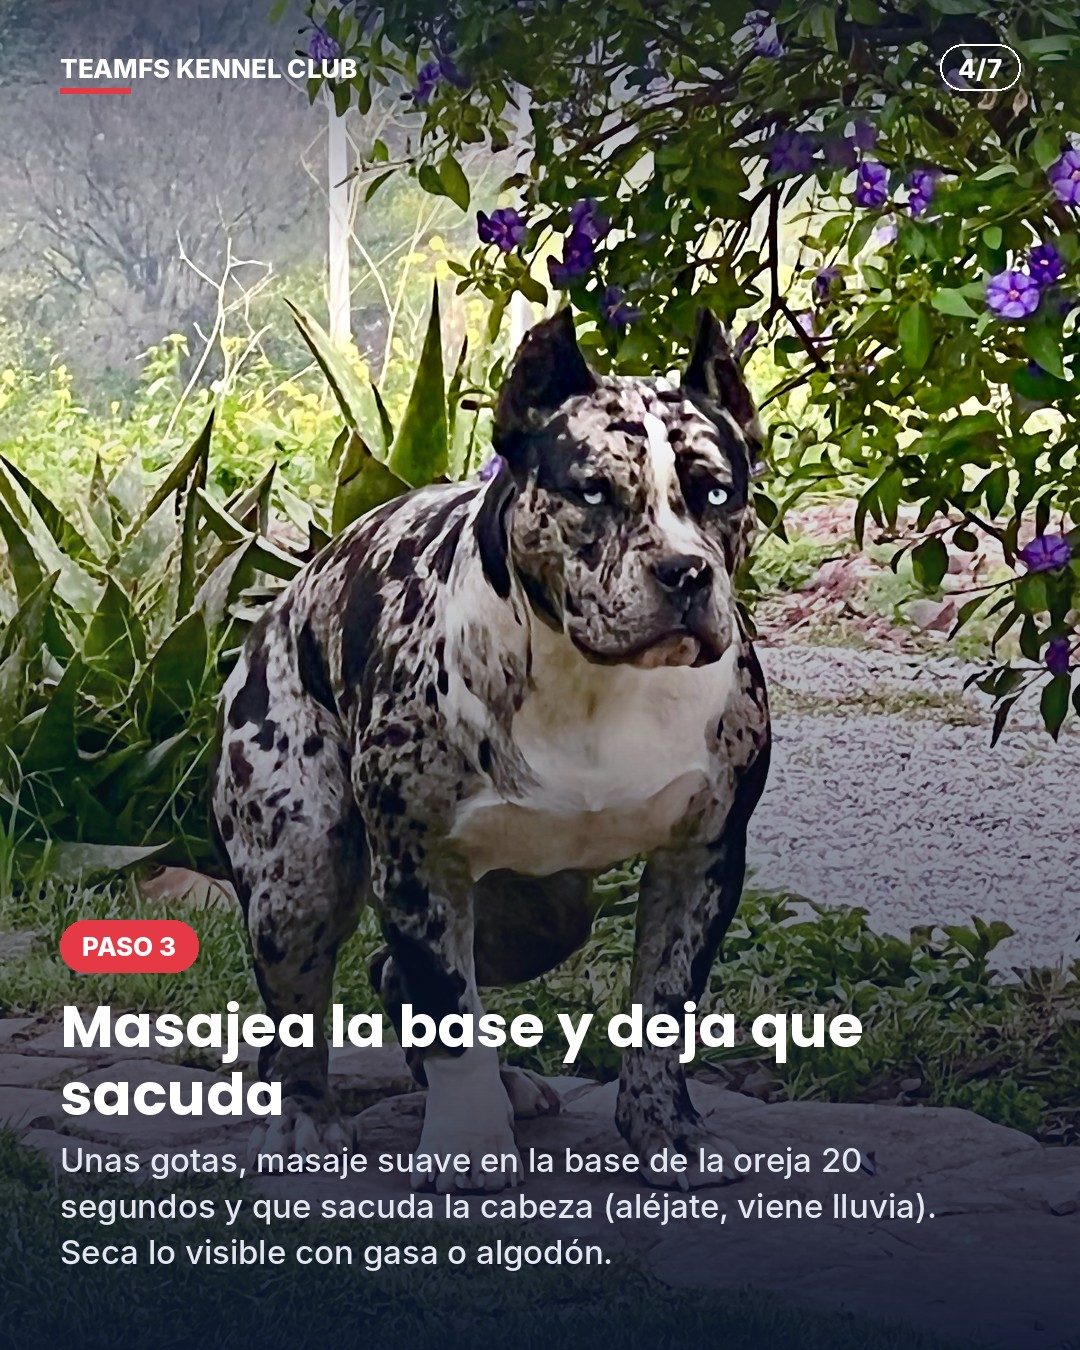 TEAMFS KENNEL CLUB
4/7
PASO 3
Masajea la base y deja que
sacuda
Unas gotas, masaje suave en la base de la oreja 20
segundos y que sacuda la cabeza (aléjate, viene lluvia).
Seca lo visible con gasa o algodón.